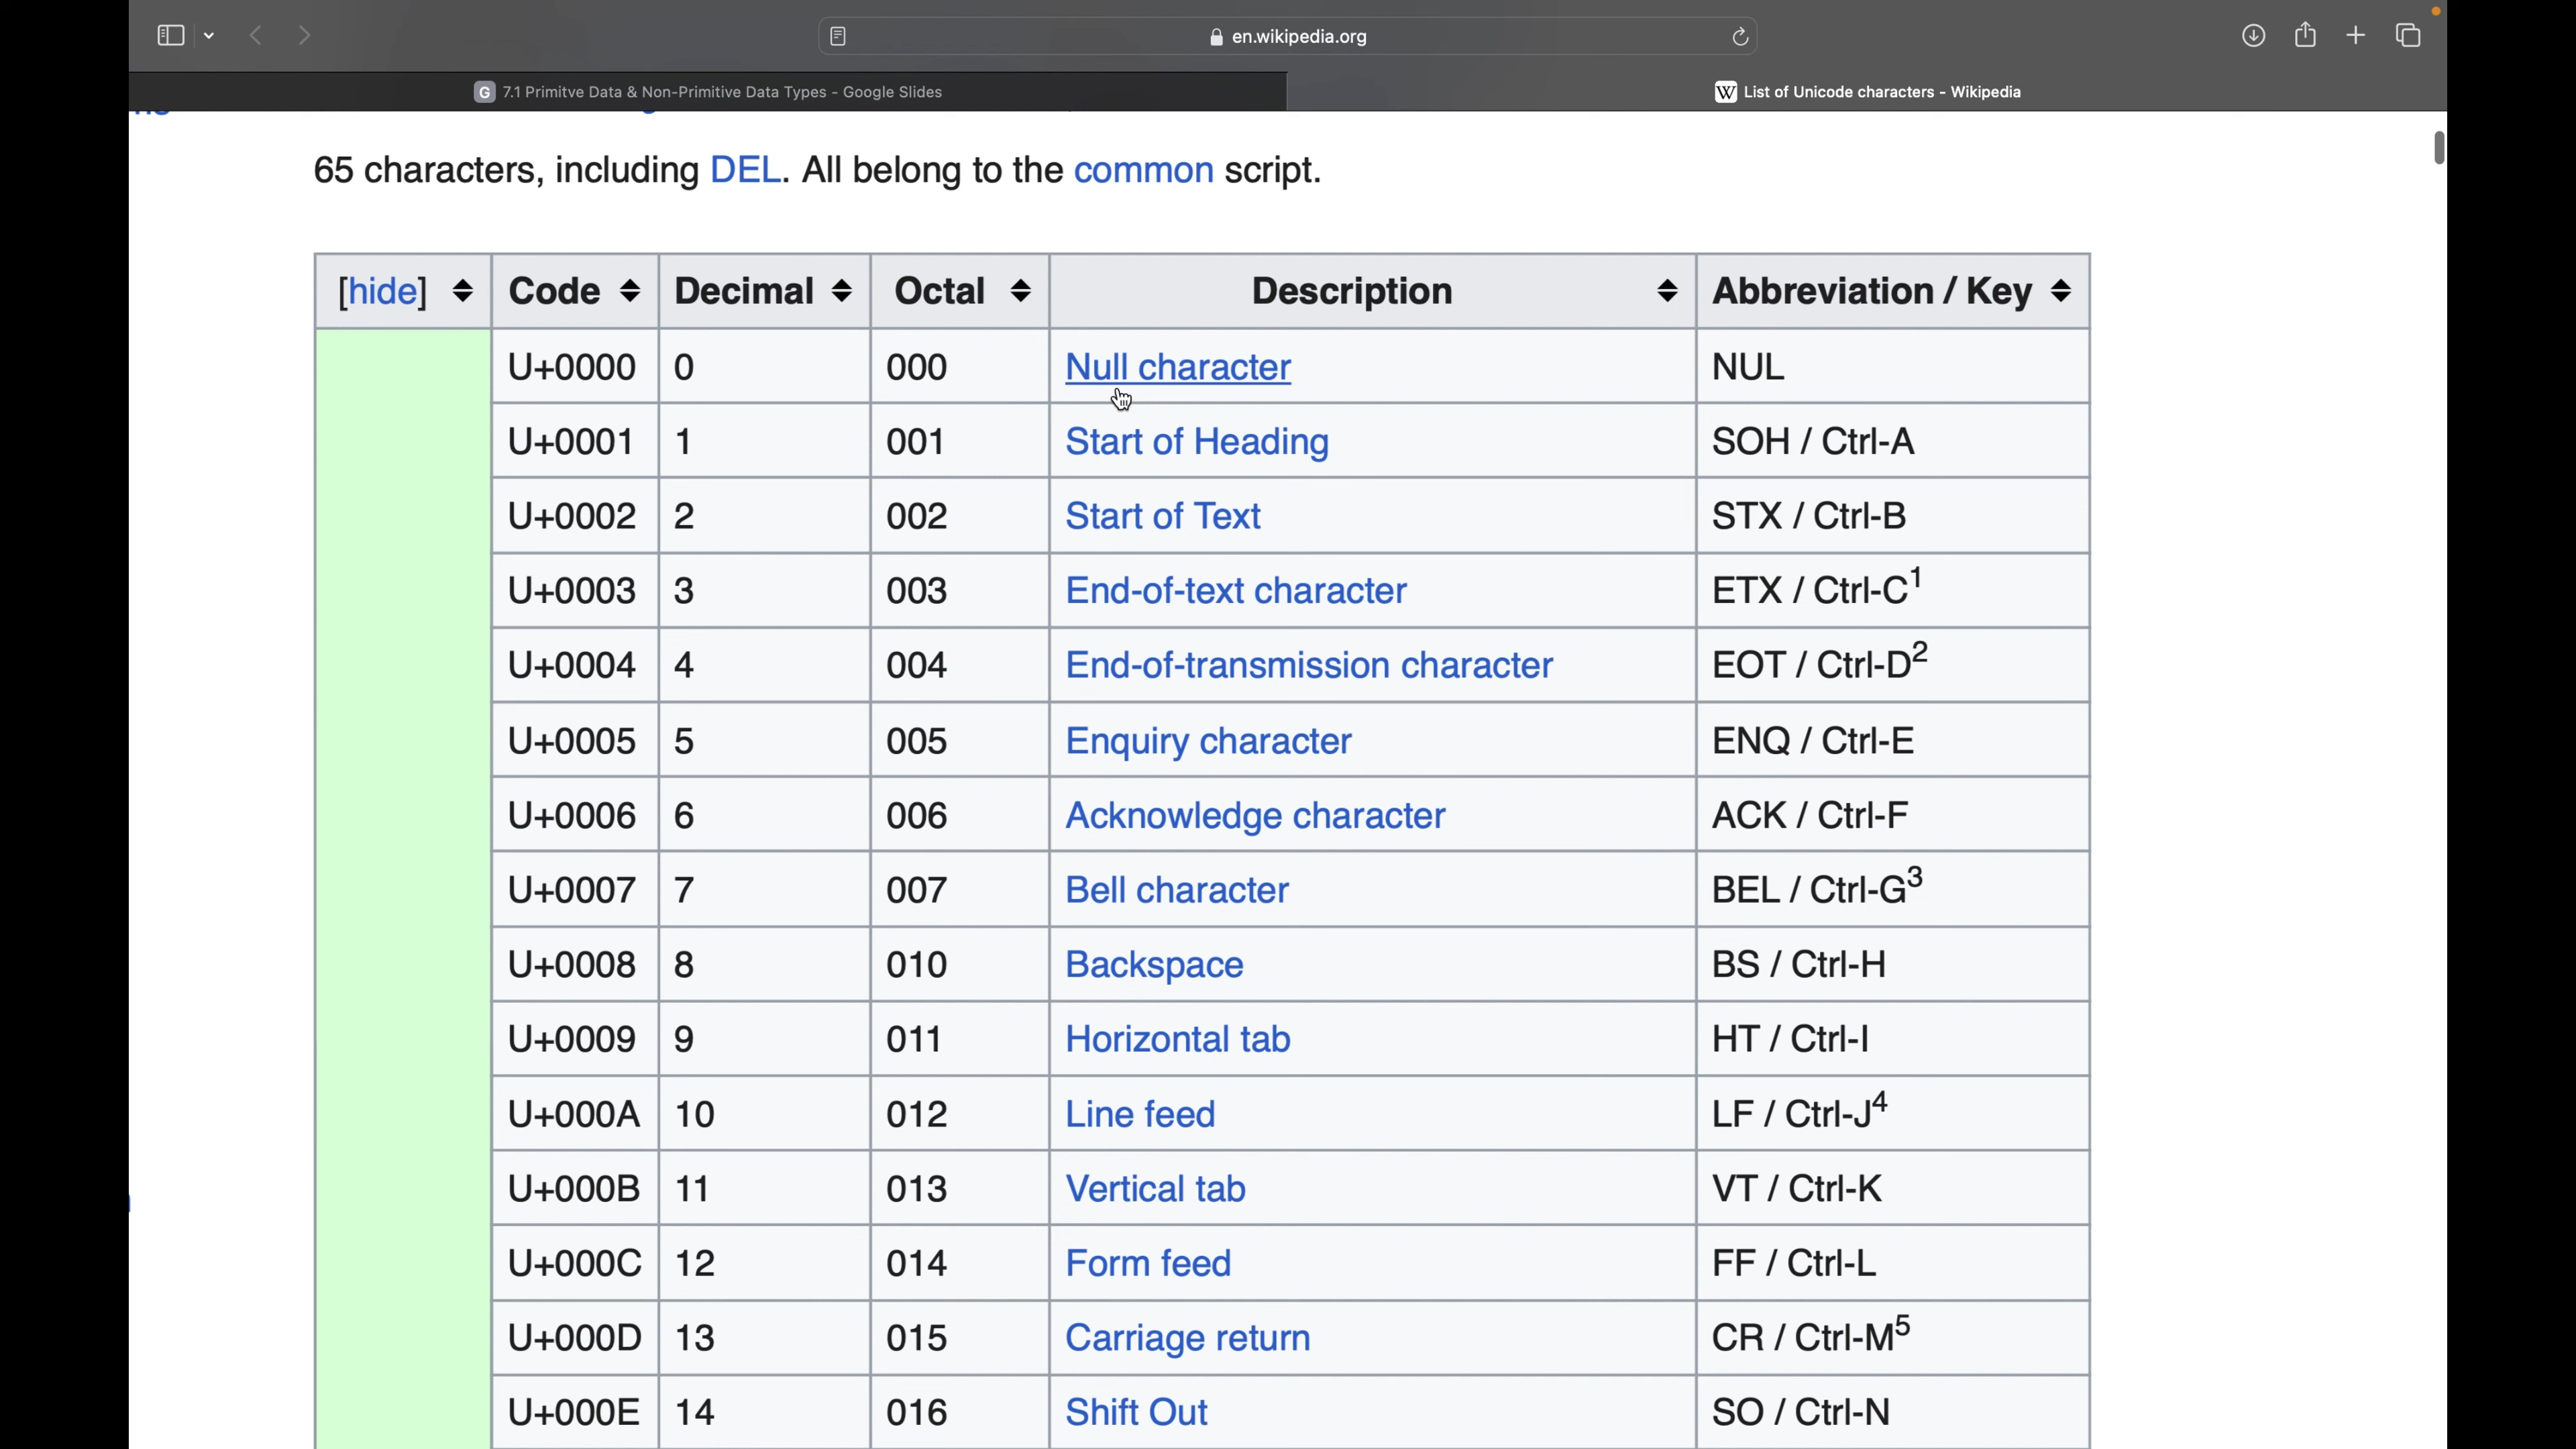 en.wikipedia.org
G 7.1 Primitve Data & Non-Primitive Data Types - Google Slides
W List of Unicode characters - Wikipedia
65 characters, including DEL. All belong to the common script.
[hide] Code Decimal Octal Description Abbreviation / Key
U+0000 0 000 Null character NUL
U+0001 1 001 Start of Heading SOH / Ctrl-A
U+0002 2 002 Start of Text STX / Ctrl-B
U+0003 3 003 End-of-text character ETX / Ctrl-C1
U+0004 4 004 End-of-transmission character EOT / Ctrl-D2
U+0005 5 005 Enquiry character ENQ / Ctrl-E
U+0006 6 006 Acknowledge character ACK / Ctrl-F
U+0007 7 007 Bell character BEL / Ctrl-G3
U+0008 8 010 Backspace BS / Ctrl-H
U+0009 9 011 Horizontal tab HT / Ctrl-I
U+000A 10 012 Line feed LF / Ctrl-J4
U+000B 11 013 Vertical tab VT / Ctrl-K
U+000C 12 014 Form feed FF / Ctrl-L
U+000D 13 015 Carriage return CR / Ctrl-M5
U+000E 14 016 Shift Out SO / Ctrl-N